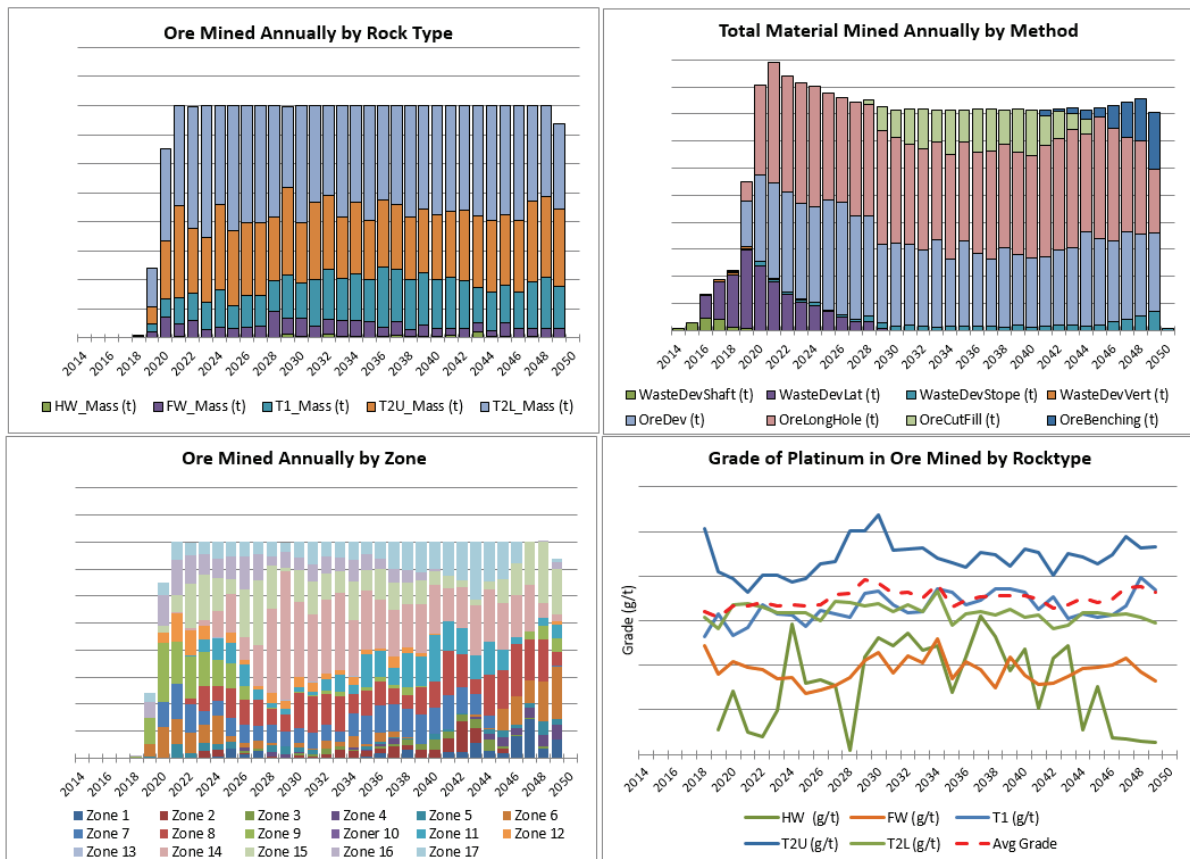 Ore Mined Annually by Rock Type
2014 2016 2018 2020 2022 2024 2026 2028 2030 2032 2034 2036 2038 2040 2042 2044 2046 2048 2050
HW_Mass (t) FW_Mass (t) T1_Mass (t) T2U_Mass (t) T2L_Mass (t)
Total Material Mined Annually by Method
2014 2016 2018 2020 2022 2024 2026 2028 2030 2032 2034 2036 2038 2040 2042 2044 2046 2048 2050
WasteDevShaft (t) WasteDevLat (t) WasteDevStope (t) WasteDevVert (t)
OreDev (t) OreLongHole (t) OreCutFill (t) OreBenching (t)
Ore Mined Annually by Zone
2014 2016 2018 2020 2022 2024 2026 2028 2030 2032 2034 2036 2038 2040 2042 2044 2046 2048 2050
Zone 1 Zone 2 Zone 3 Zone 4 Zone 5 Zone 6
Zone 7 Zone 8 Zone 9 Zoner 10 Zone 11 Zone 12
Zone 13 Zone 14 Zone 15 Zone 16 Zone 17
Grade of Platinum in Ore Mined by Rocktype
Grade (g/t)
2014 2016 2018 2020 2022 2024 2026 2028 2030 2032 2034 2036 2038 2040 2042 2044 2046 2048 2050
HW (g/t) FW (g/t) T1 (g/t)
T2U (g/t) T2L (g/t) Avg Grade